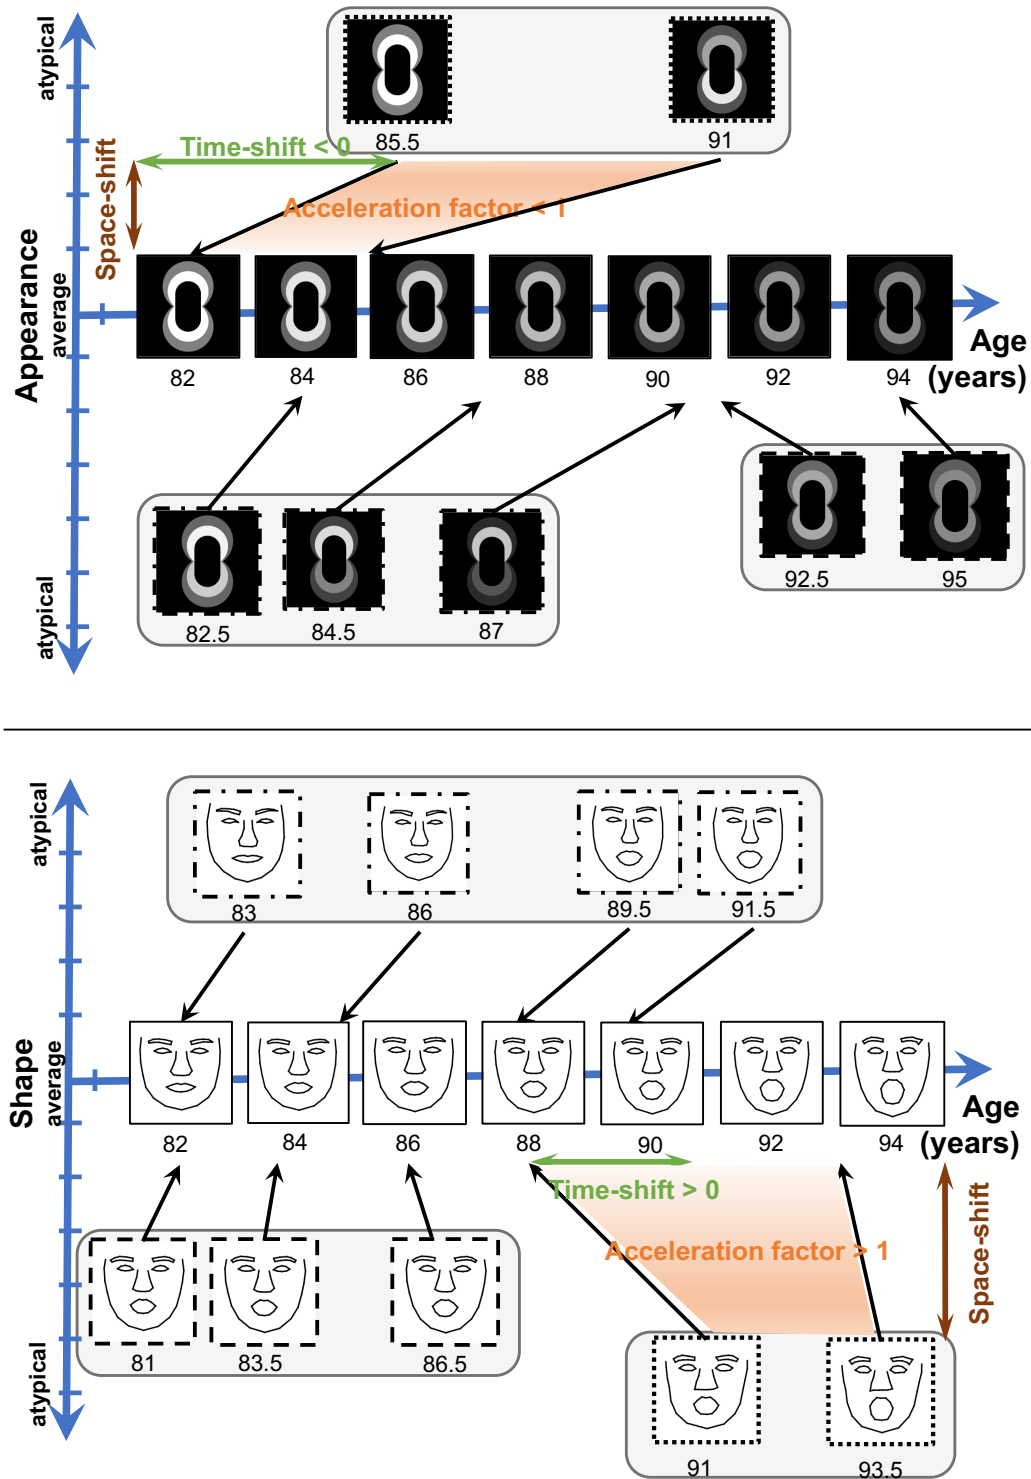 atypical
85.5
91
Time-shift < 0
Space-shift
Acceleration factor < 1
Appearance
average
82
84
86
88
90
92
94
Age
(years)
82.5
84.5
87
92.5
95
atypical
atypical
83
86
89.5
91.5
Shape
average
82
84
86
88
90
92
94
Age
(years)
Time-shift > 0
Acceleration factor > 1
Space-shift
81
83.5
86.5
atypical
91
93.5